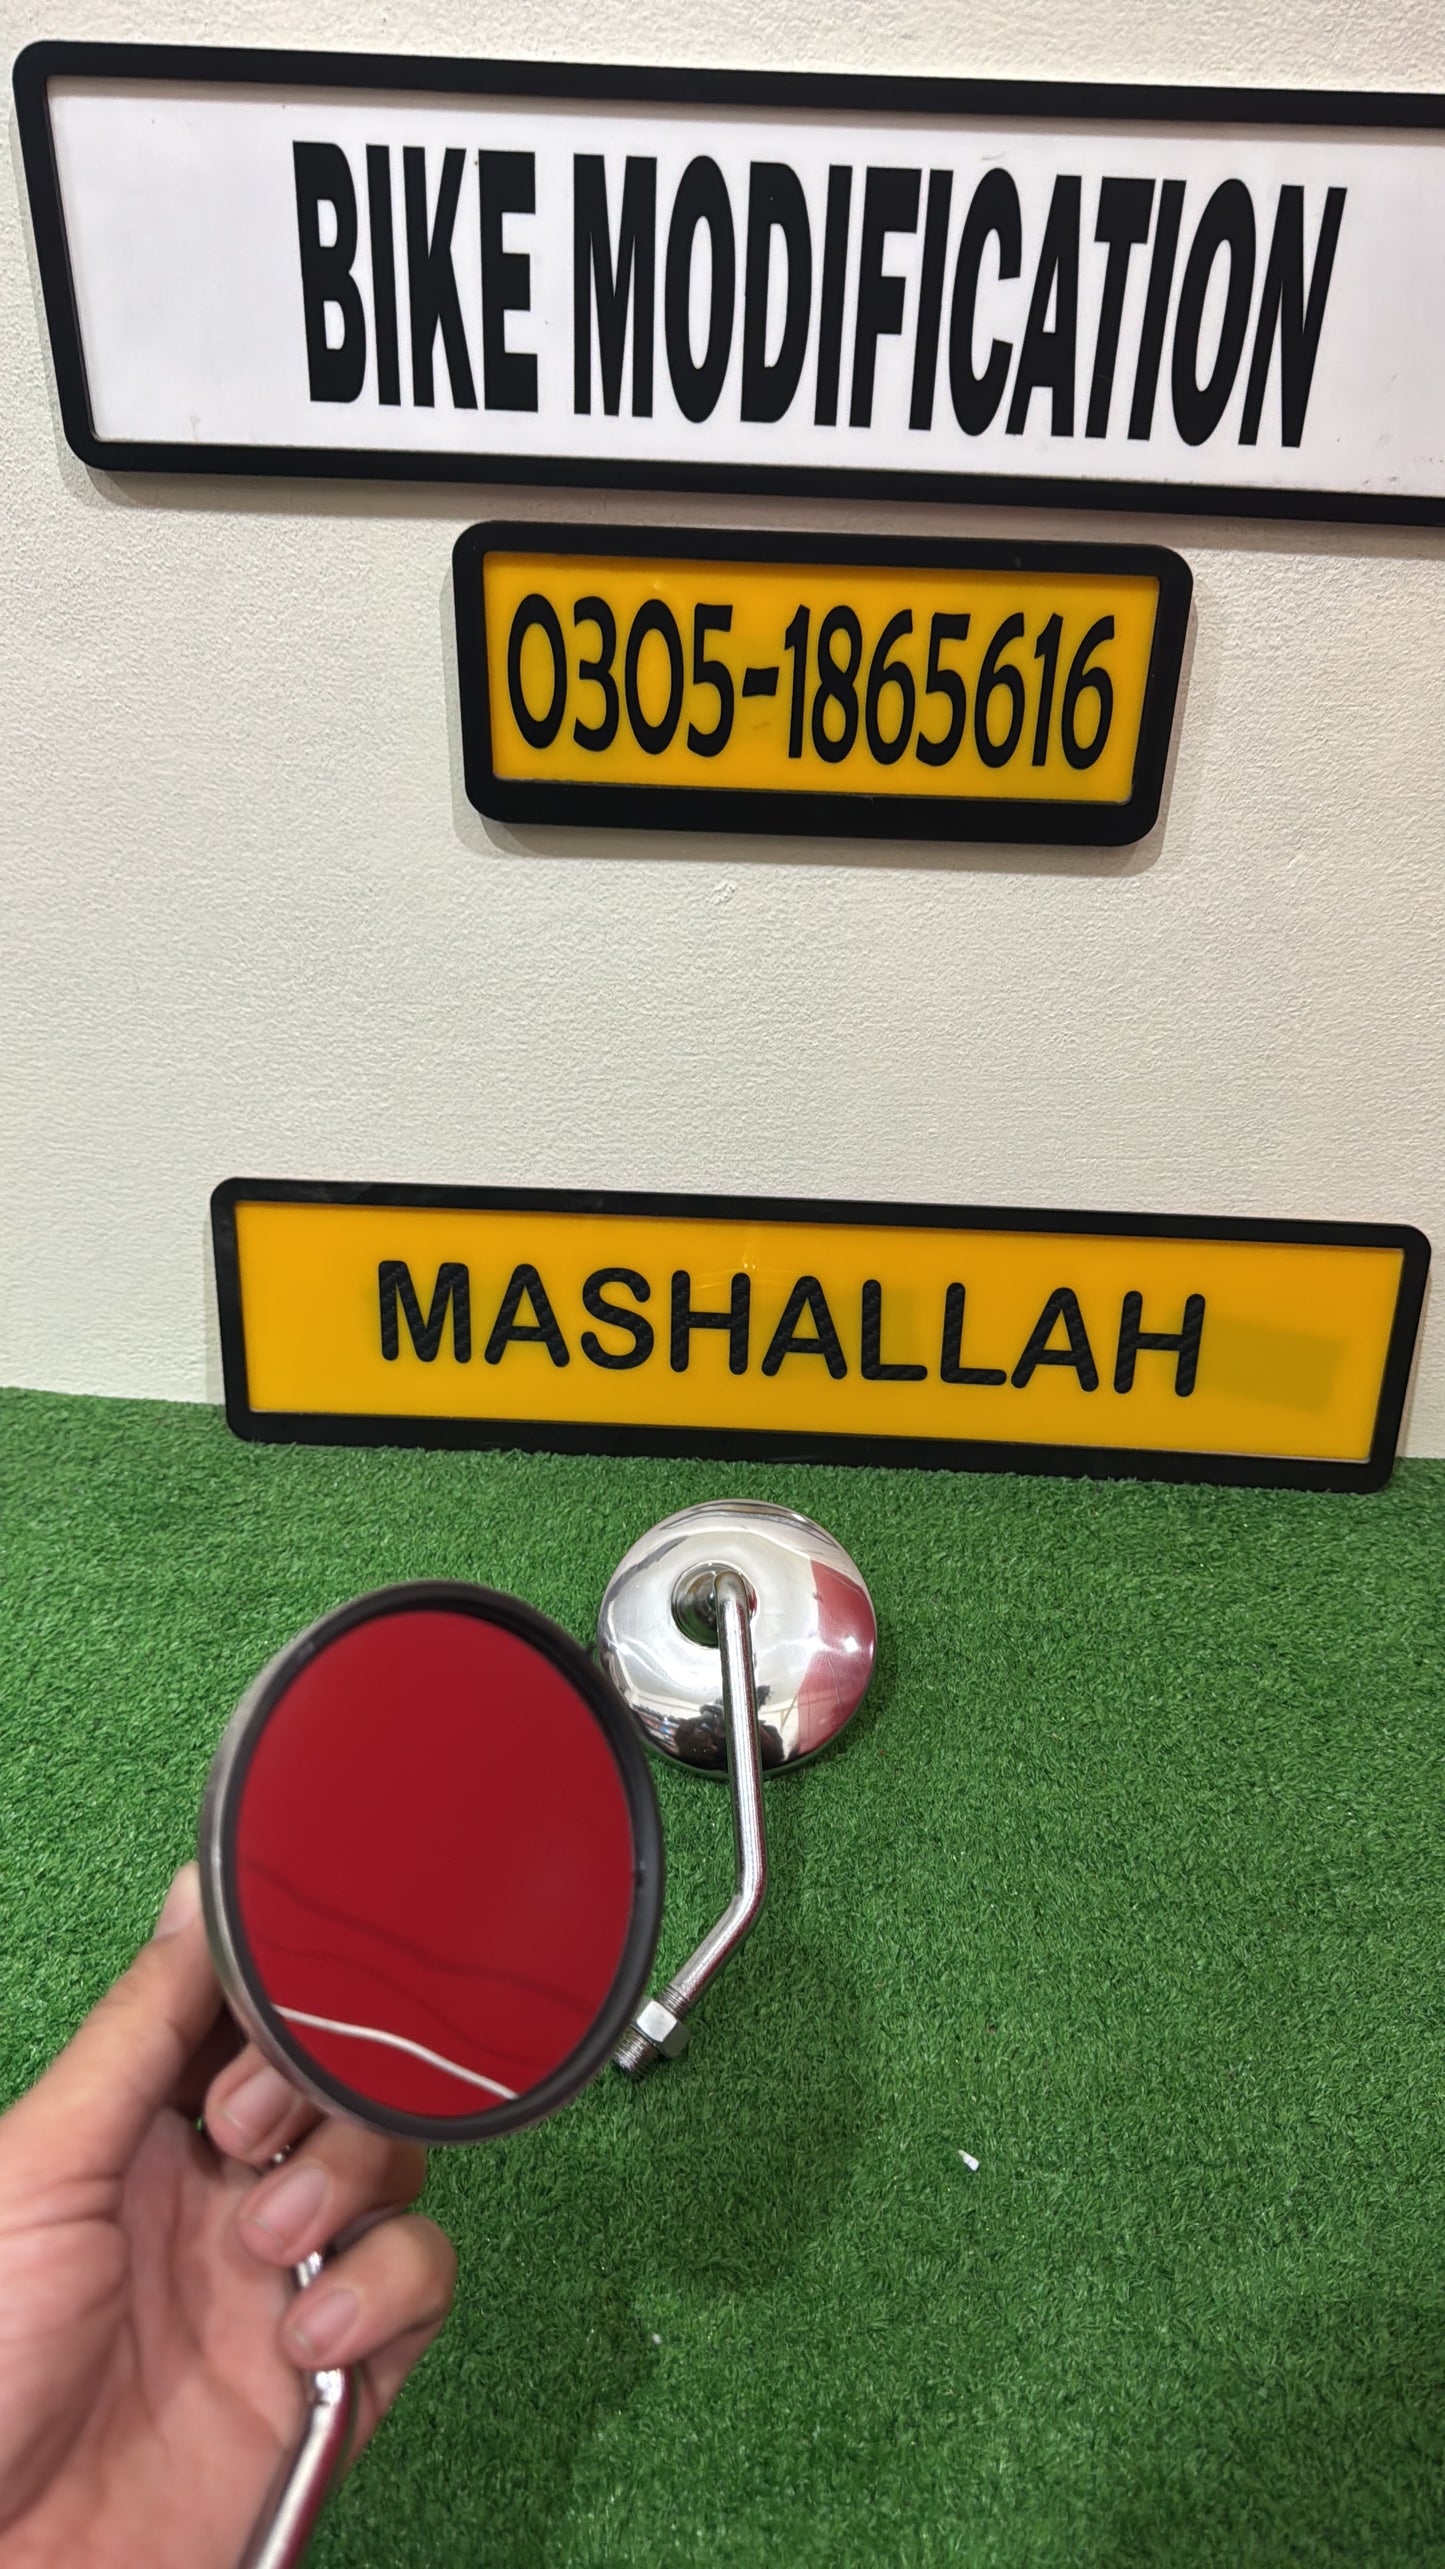 BIKE MODIFICATION
0305-1865616
MASHALLAH